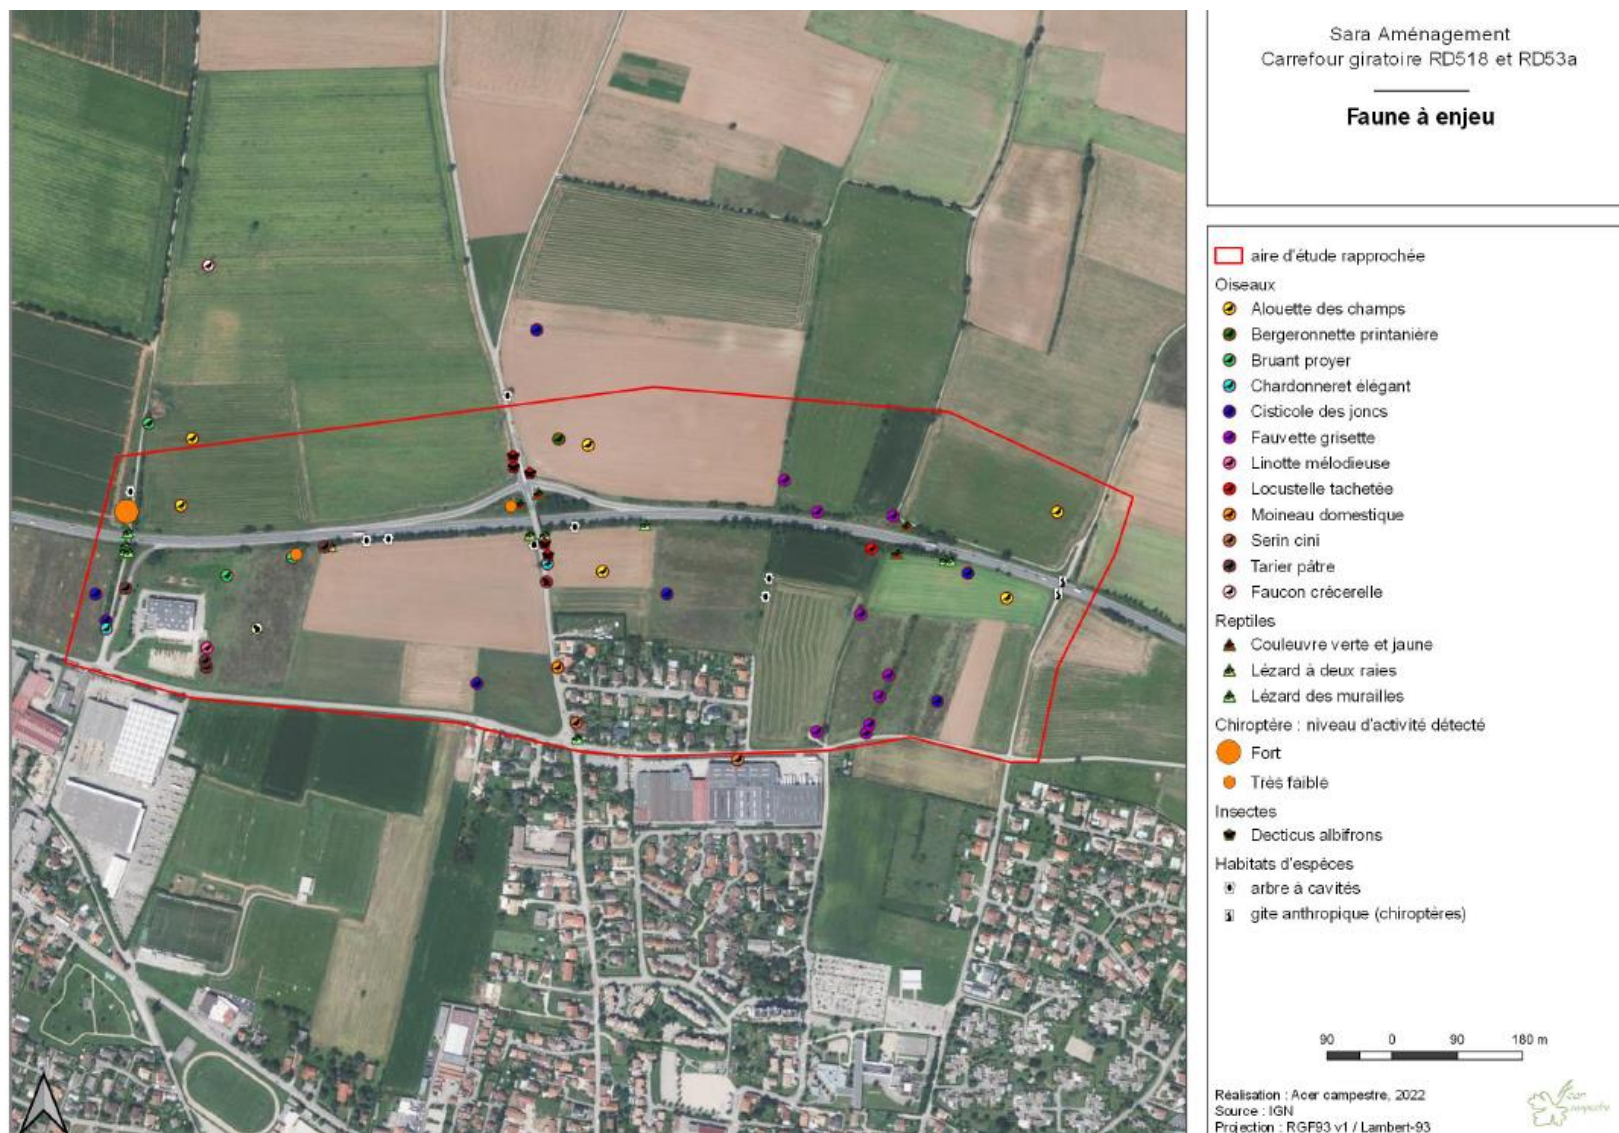 Sara Aménagement
Carrefour giratoire RD518 et RD53a
Faune à enjeu
aire d'étude rapprochée
Oiseaux
Alouette des champs
Bergeronnette printanière
Bruant proyer
Chardonneret élégant
Cisticole des joncs
Fauvette grisette
Linotte mélodieuse
Locustelle tachetée
Moineau domestique
Serin cini
Tarier pâtre
Faucon crécerelle
Reptiles
Couleuvre verte et jaune
Lézard à deux raies
Lézard des murailles
Chiroptère : niveau d'activité détecté
Fort
Très faible
Insectes
Decticus albifrons
Habitats d'espèces
arbre à cavités
gite anthropique (chiroptères)
90 0 90 180 m
Réalisation : Acer campestre, 2022
Source : IGN
Projection : RGF93 v1 / Lambert-93
campestre